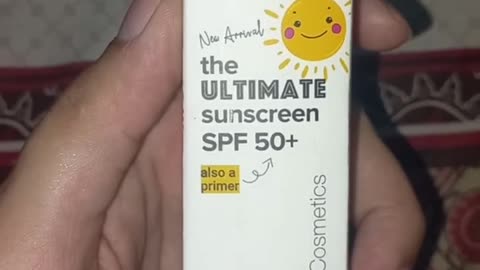 New Arrival
the
ULTIMATE
sunscreen
SPF 50+
also a
primer
Cosmetics